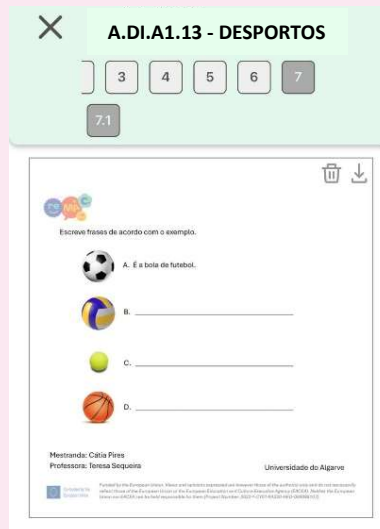 A.DI.A1.13 - DESPORTOS
3 4 5 6 7
7.1
Escreve frases de acordo com o exemplo.
A. É a bola de futebol.
B.
C.
D.
Mestranda: Cátia Pires
Professora: Teresa Sequeira
Universidade do Algarve